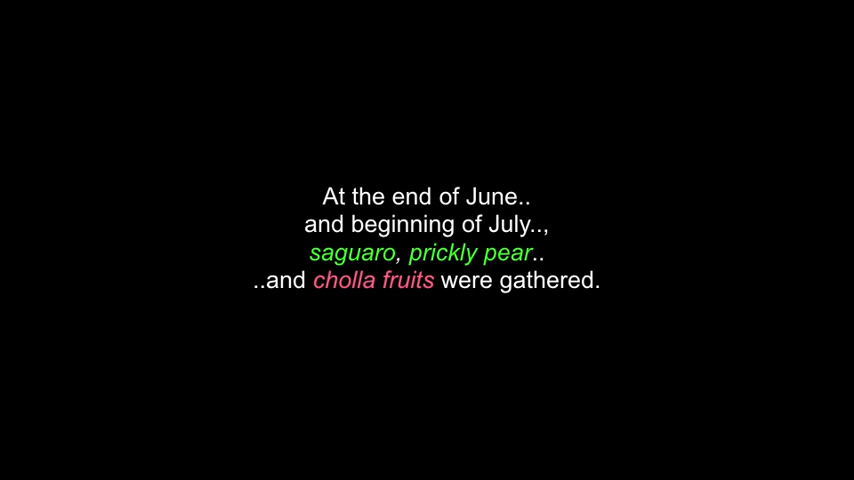 At the end of June..
and beginning of July..,
saguaro, prickly pear..
..and cholla fruits were gathered.